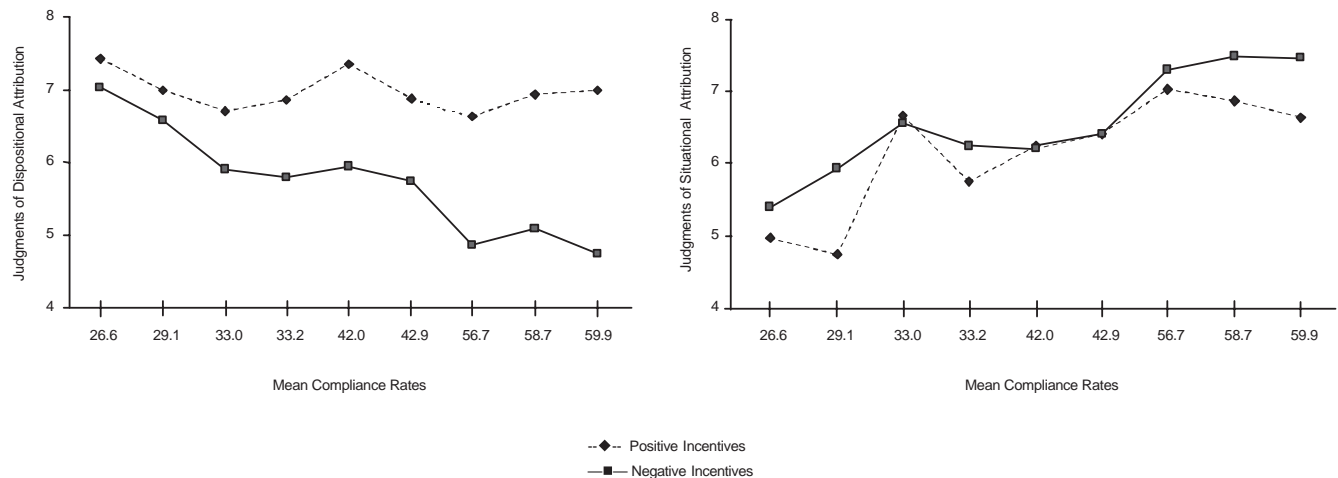 8
7
6
5
4
Judgments of Dispositional Attribution
26.6 29.1 33.0 33.2 42.0 42.9 56.7 58.7 59.9
Mean Compliance Rates
8
7
6
5
4
Judgments of Situational Attribution
26.6 29.1 33.0 33.2 42.0 42.9 56.7 58.7 59.9
Mean Compliance Rates
Positive Incentives
Negative Incentives